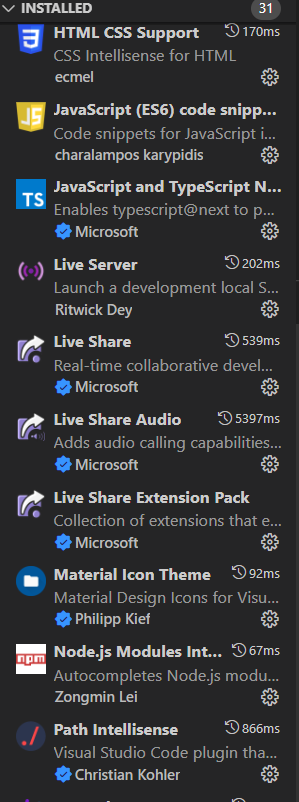 INSTALLED 31
HTML CSS Support 170ms
CSS Intellisense for HTML
ecmel
JavaScript (ES6) code snipp...
Code snippets for JavaScript i...
charalampos karypidis
JavaScript and TypeScript N...
Enables typescript@next to p...
Microsoft
Live Server 202ms
Launch a development local S...
Ritwick Dey
Live Share 539ms
Real-time collaborative devel...
Microsoft
Live Share Audio 5397ms
Adds audio calling capabilities...
Microsoft
Live Share Extension Pack
Collection of extensions that e...
Microsoft
Material Icon Theme 92ms
Material Design Icons for Visu...
Philipp Kief
Node.js Modules Int... 67ms
Autocompletes Node.js modu...
Zongmin Lei
Path Intellisense 866ms
Visual Studio Code plugin tha...
Christian Kohler